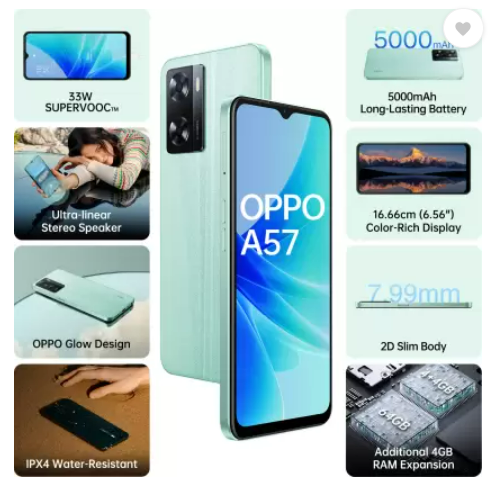 33W
SUPERVOOC™
Ultra-linear
Stereo Speaker
OPPO Glow Design
IPX4 Water-Resistant
OPPO
A57
5000mAh
5000mAh
Long-Lasting Battery
16.66cm (6.56")
Color-Rich Display
7.99mm
2D Slim Body
4+4GB
64GB
Additional 4GB
RAM Expansion